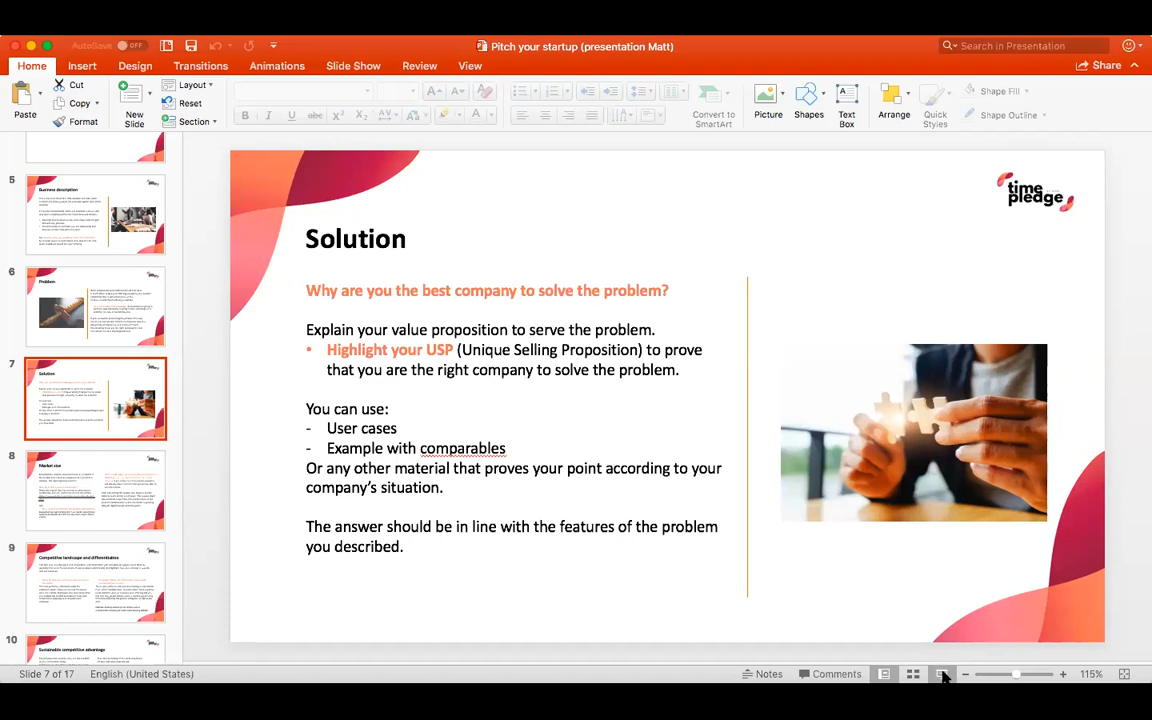 AutoSave OFF
Pitch your startup (presentation Matt)
Search in Presentation
Home Insert Design Transitions Animations Slide Show Review View
Share
Paste
Cut
Copy
Format
New Slide
Layout
Reset
Section
Convert to SmartArt
Picture
Shapes
Text Box
Arrange
Quick Styles
Shape Fill
Shape Outline
5
Business description
6
Problem
7
Solution
8
Market size
9
Competitive landscape and differentiation
10
Sustainable competitive advantage
time
pledge
Solution
Why are you the best company to solve the problem?
Explain your value proposition to serve the problem.
• Highlight your USP (Unique Selling Proposition) to prove
that you are the right company to solve the problem.
You can use:
- User cases
- Example with comparables
Or any other material that proves your point according to your
company's situation.
The answer should be in line with the features of the problem
you described.
Slide 7 of 17
English (United States)
Notes
Comments
115%